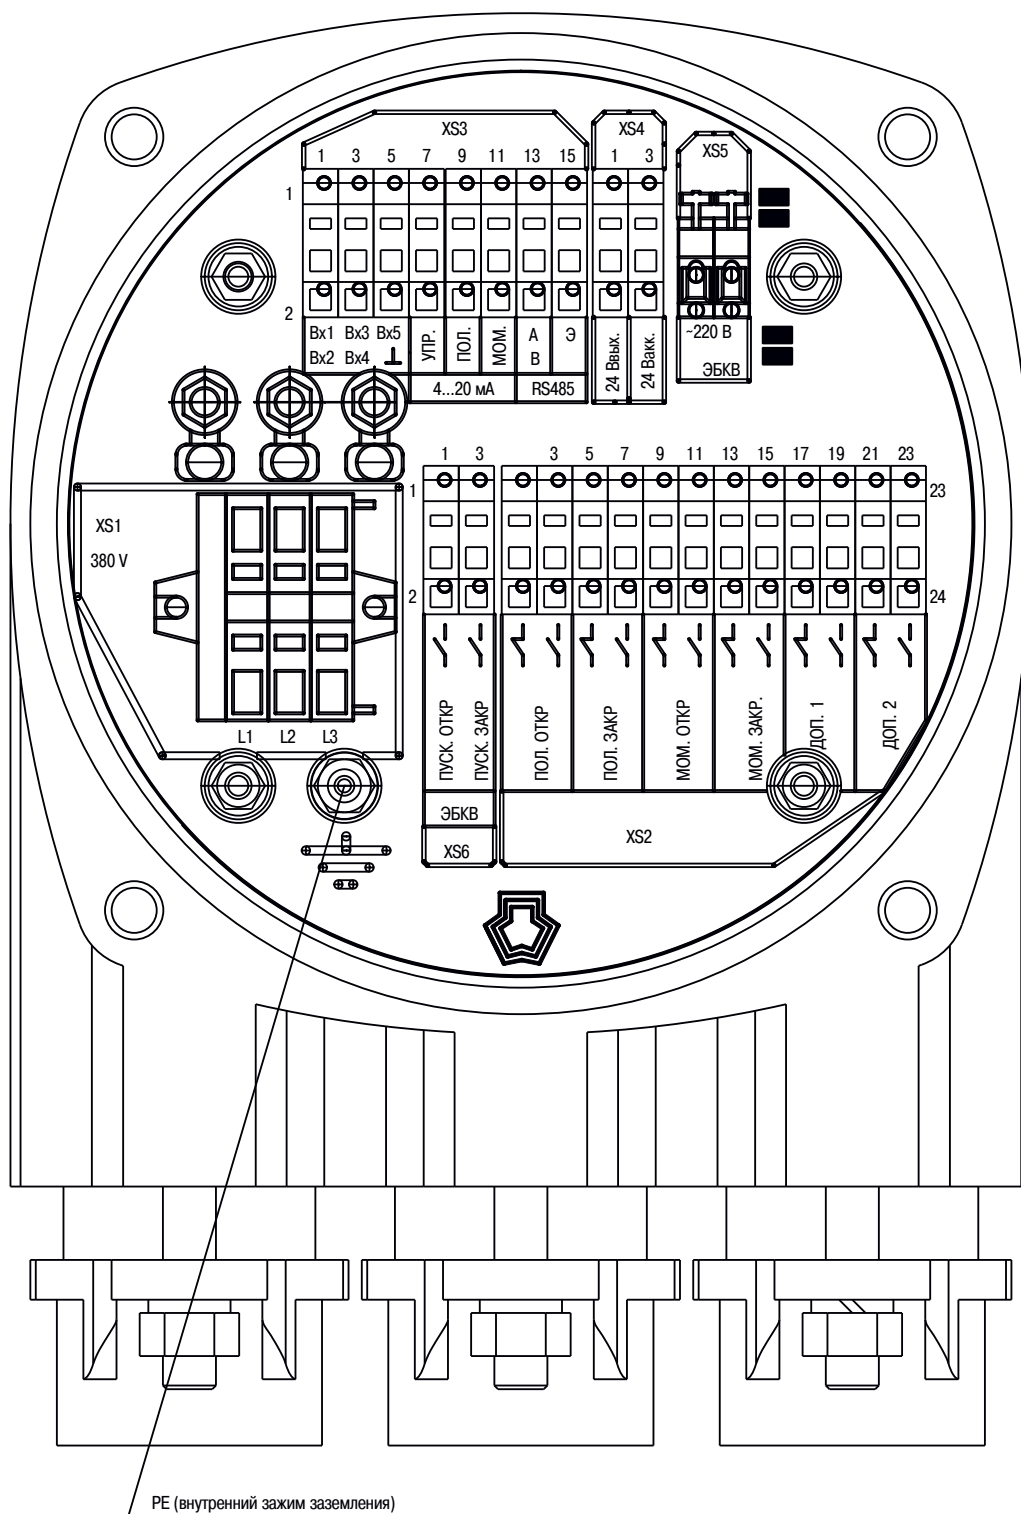 XS3
XS4
XS5
1 3 5 7 9 11 13 15
1 3
1
2
Вх1 Вх3 Вх5
Вх2 Вх4
УПР.
ПОЛ.
МОМ.
А
В
Э
4...20 мА
RS485
24 Ввых.
24 Вакк.
~220 В
ЭБКВ
XS1
380 V
L1 L2 L3
1 3
3 5 7 9 11 13 15 17 19 21 23
1
23
2
24
ПУСК. ОТКР
ПУСК. ЗАКР
ПОЛ. ОТКР
ПОЛ. ЗАКР
МОМ. ОТКР
МОМ. ЗАКР.
ДОП. 1
ДОП. 2
ЭБКВ
XS6
XS2
РЕ (внутренний зажим заземления)